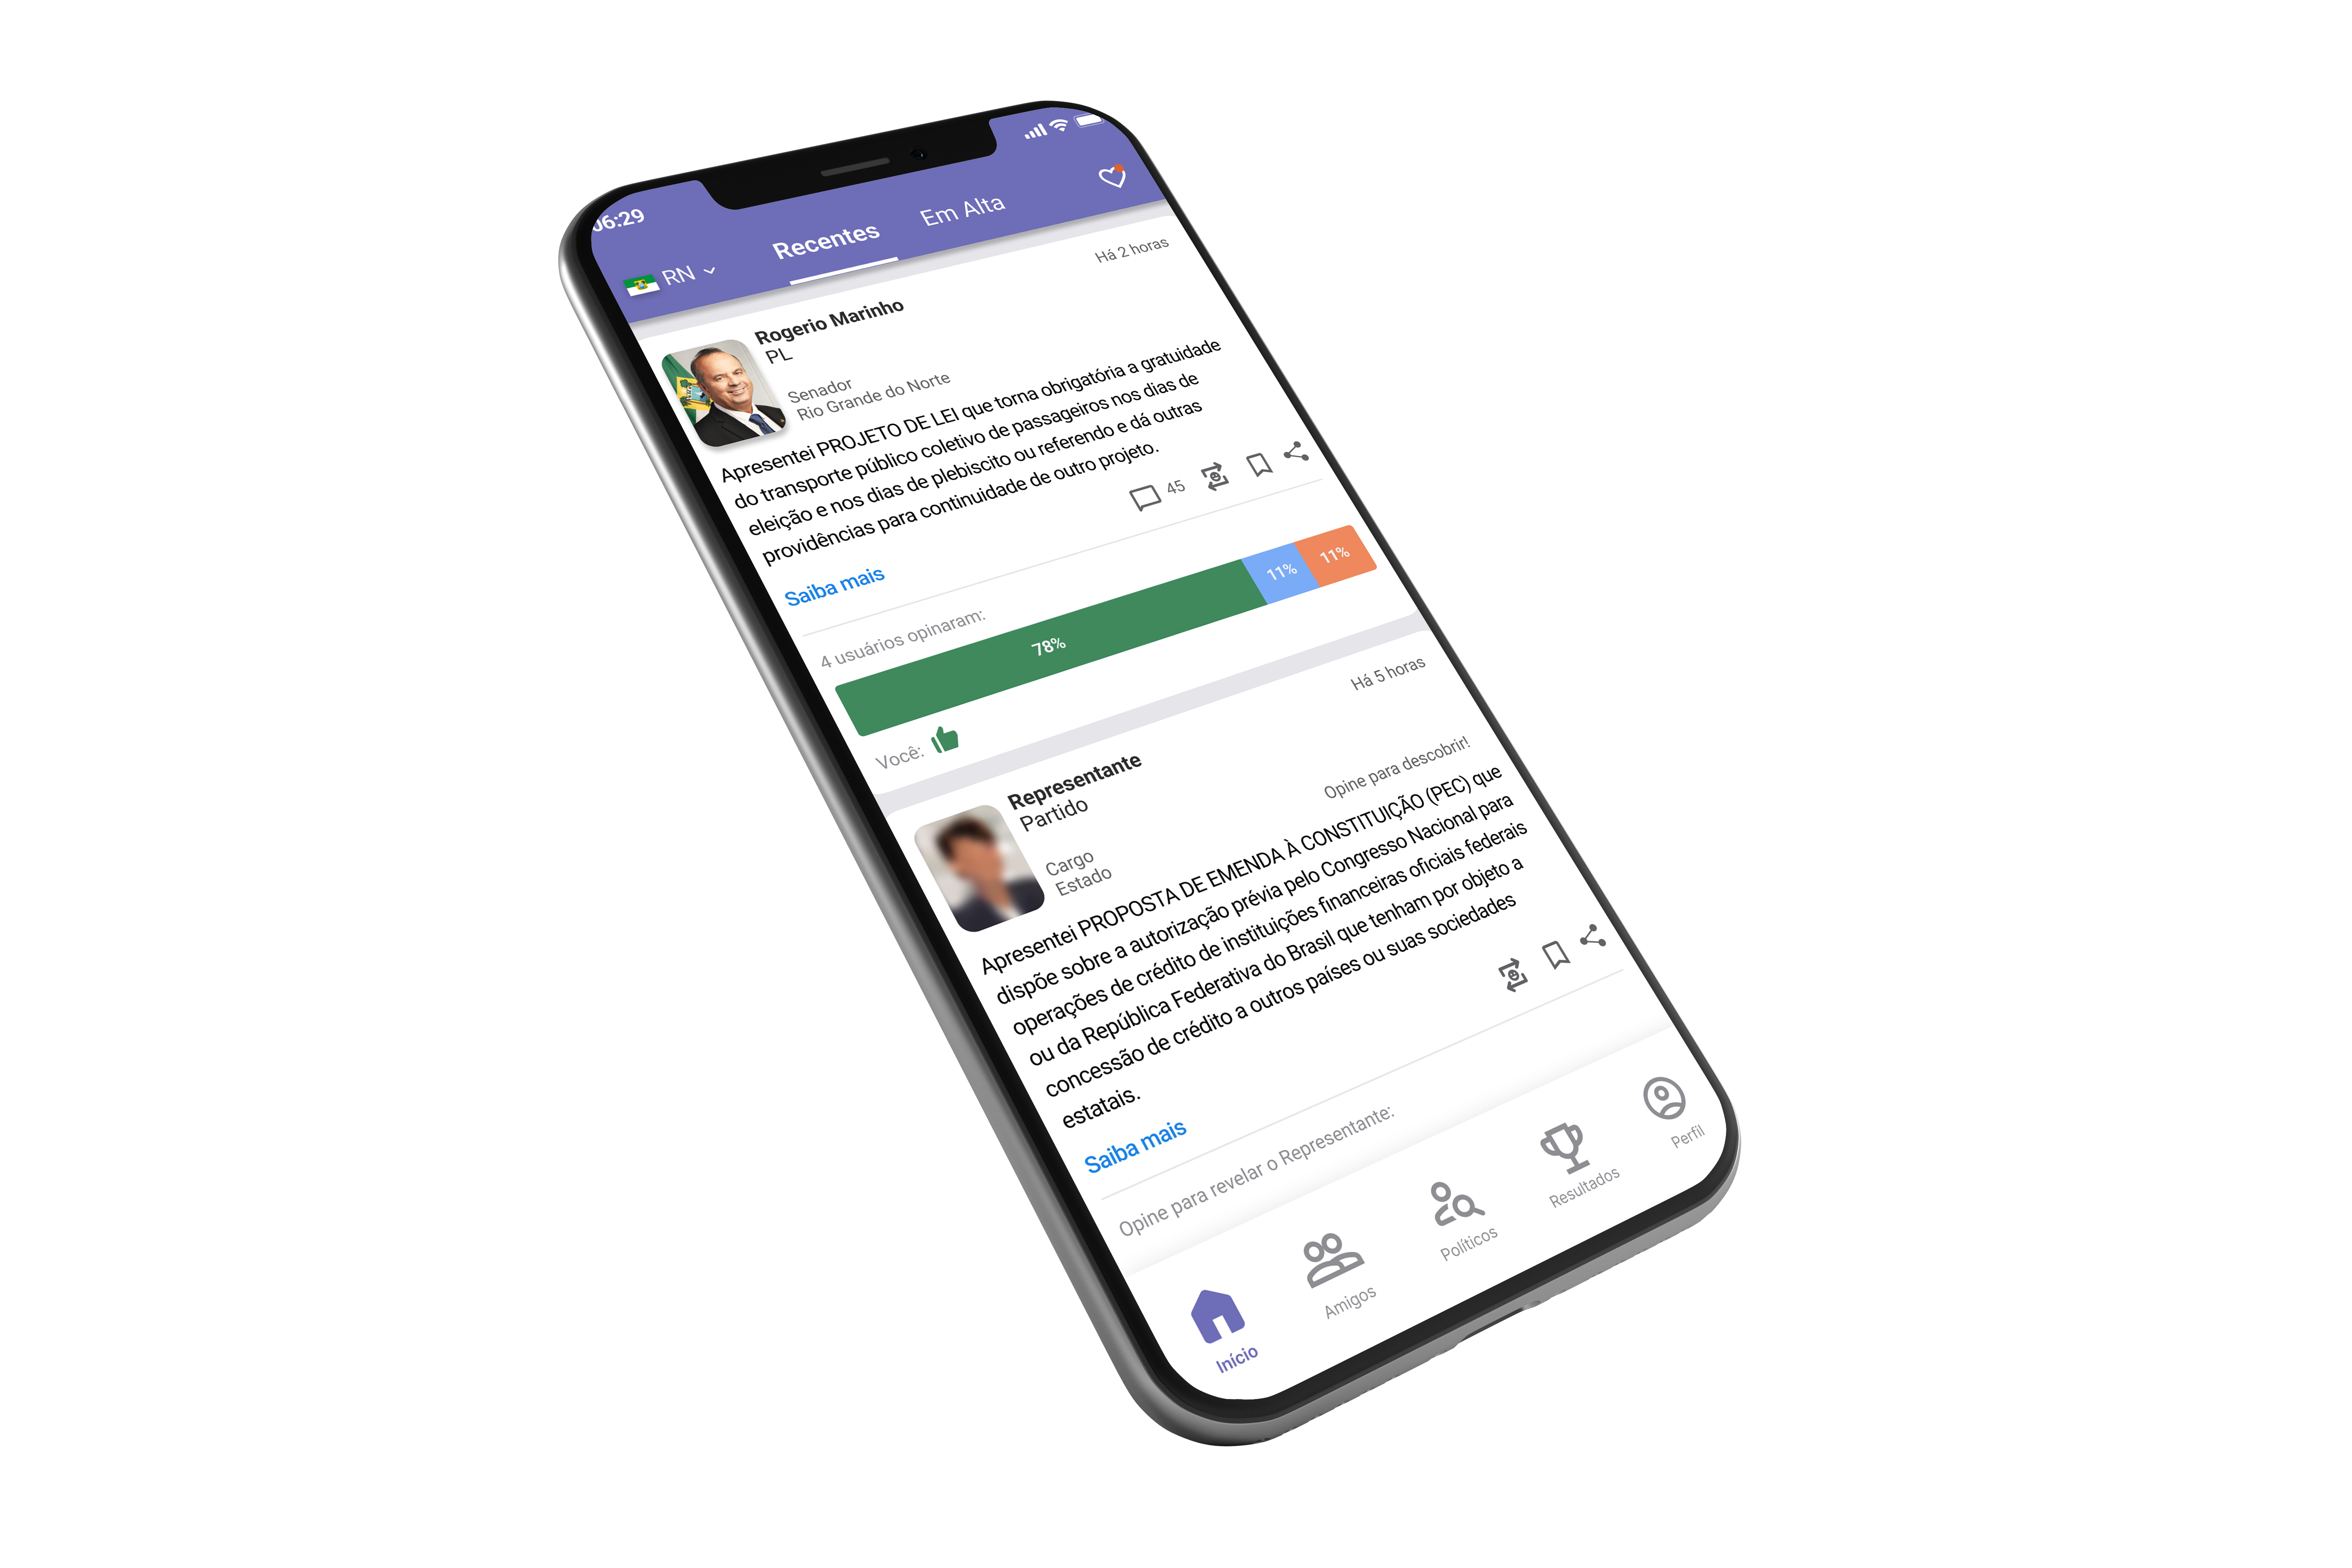 06:29
RN
Recentes
Em Alta
Há 2 horas
Rogerio Marinho
PL
Senador
Rio Grande do Norte
Apresentei PROJETO DE LEI que torna obrigatória a gratuidade
do transporte público coletivo de passageiros nos dias de
eleição e nos dias de plebiscito ou referendo e dá outras
providências para continuidade de outro projeto.
45
Saiba mais
4 usuários opinaram:
78%
11%
11%
Você:
Há 5 horas
Representante
Partido
Opine para descobrir!
Cargo
Estado
Apresentei PROPOSTA DE EMENDA À CONSTITUIÇÃO (PEC) que
dispõe sobre a autorização prévia pelo Congresso Nacional para
operações de crédito de instituições financeiras oficiais federais
ou da República Federativa do Brasil que tenham por objeto a
concessão de crédito a outros países ou suas sociedades
estatais.
Saiba mais
Opine para revelar o Representante:
Início
Amigos
Políticos
Resultados
Perfil